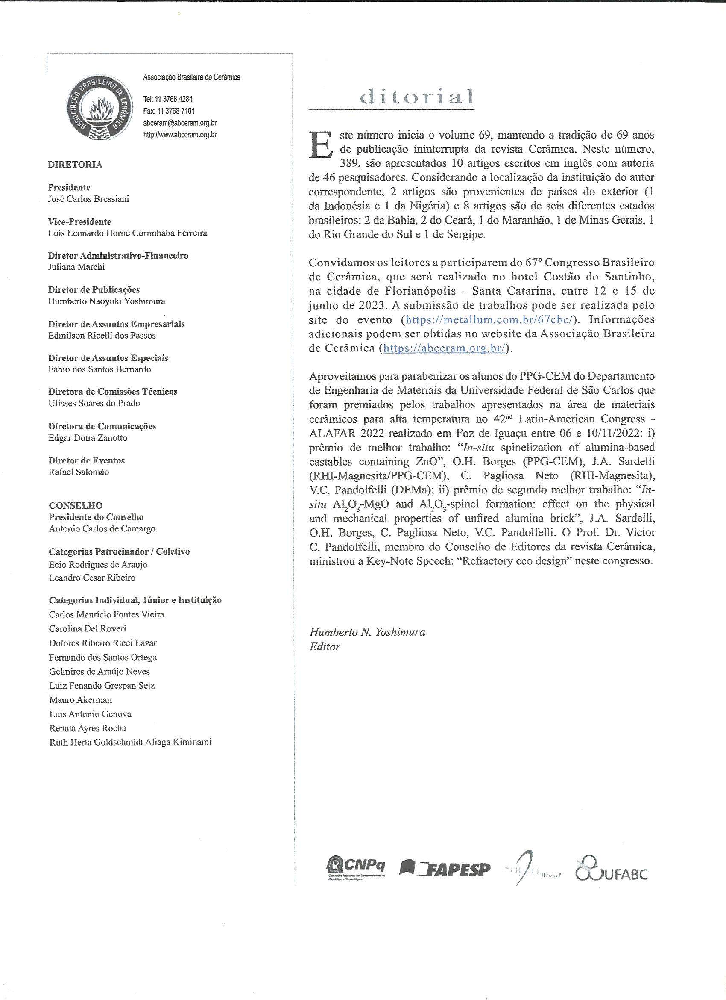 ASSOCIAÇÃO BRASILEIRA DE CERÂMICA
Associação Brasileira de Cerâmica
Tel: 11 3768 4284
Fax: 11 3768 7101
abceram@abceram.org.br
http://www.abceram.org.br
DIRETORIA
Presidente
José Carlos Bressiani
Vice-Presidente
Luís Leonardo Horne Curimbaba Ferreira
Diretor Administrativo-Financeiro
Juliana Marchi
Diretor de Publicações
Humberto Naoyuki Yoshimura
Diretor de Assuntos Empresariais
Edmilson Ricelli dos Passos
Diretor de Assuntos Especiais
Fábio dos Santos Bernardo
Diretora de Comissões Técnicas
Ulisses Soares do Prado
Diretora de Comunicações
Edgar Dutra Zanotto
Diretor de Eventos
Rafael Salomão
CONSELHO
Presidente do Conselho
Antonio Carlos de Camargo
Categorias Patrocinador / Coletivo
Ecio Rodrigues de Araujo
Leandro Cesar Ribeiro
Categorias Individual, Júnior e Instituição
Carlos Maurício Fontes Vieira
Carolina Del Roveri
Dolores Ribeiro Ricci Lazar
Fernando dos Santos Ortega
Gelmires de Araújo Neves
Luiz Fenando Grespan Setz
Mauro Akerman
Luis Antonio Genova
Renata Ayres Rocha
Ruth Herta Goldschmidt Aliaga Kiminami
ditorial
Este número inicia o volume 69, mantendo a tradição de 69 anos
de publicação ininterrupta da revista Cerâmica. Neste número,
389, são apresentados 10 artigos escritos em inglês com autoria
de 46 pesquisadores. Considerando a localização da instituição do autor
correspondente, 2 artigos são provenientes de países do exterior (1
da Indonésia e 1 da Nigéria) e 8 artigos são de seis diferentes estados
brasileiros: 2 da Bahia, 2 do Ceará, 1 do Maranhão, 1 de Minas Gerais, 1
do Rio Grande do Sul e 1 de Sergipe.
Convidamos os leitores a participarem do 67º Congresso Brasileiro
de Cerâmica, que será realizado no hotel Costão do Santinho,
na cidade de Florianópolis - Santa Catarina, entre 12 e 15 de
junho de 2023. A submissão de trabalhos pode ser realizada pelo
site do evento (https://metallum.com.br/67cbc/). Informações
adicionais podem ser obtidas no website da Associação Brasileira
de Cerâmica (https://abceram.org.br/).
Aproveitamos para parabenizar os alunos do PPG-CEM do Departamento
de Engenharia de Materiais da Universidade Federal de São Carlos que
foram premiados pelos trabalhos apresentados na área de materiais
cerâmicos para alta temperatura no 42nd Latin-American Congress -
ALAFAR 2022 realizado em Foz de Iguaçu entre 06 e 10/11/2022: i)
prêmio de melhor trabalho: “In-situ spinelization of alumina-based
castables containing ZnO”, O.H. Borges (PPG-CEM), J.A. Sardelli
(RHI-Magnesita/PPG-CEM), C. Pagliosa Neto (RHI-Magnesita),
V.C. Pandolfelli (DEMa); ii) prêmio de segundo melhor trabalho: “In-
situ Al₂O₃-MgO and Al₂O₃-spinel formation: effect on the physical
and mechanical properties of unfired alumina brick”, J.A. Sardelli,
O.H. Borges, C. Pagliosa Neto, V.C. Pandolfelli. O Prof. Dr. Victor
C. Pandolfelli, membro do Conselho de Editores da revista Cerâmica,
ministrou a Key-Note Speech: “Refractory eco design” neste congresso.
Humberto N. Yoshimura
Editor
CNPq
Conselho Nacional de Desenvolvimento
Científico e Tecnológico
FAPESP
Brazil
UFABC